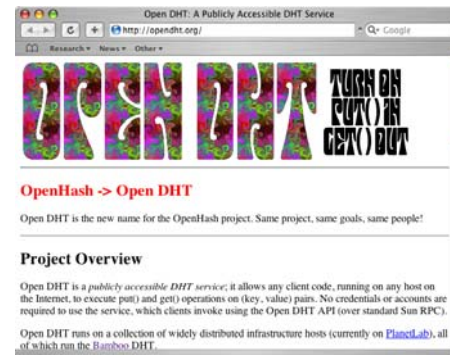 Open DHT: A Publicly Accessible DHT Service
http://opendht.org/
Google
Research News Other
OPEN DHT
TURN ON
PUT() IN
GET() OUT
OpenHash -> Open DHT
Open DHT is the new name for the OpenHash project. Same project, same goals, same people!
Project Overview
Open DHT is a publicly accessible DHT service; it allows any client code, running on any host on
the Internet, to execute put() and get() operations on (key, value) pairs. No credentials or accounts are
required to use the service, which clients invoke using the Open DHT API (over standard Sun RPC).
Open DHT runs on a collection of widely distributed infrastructure hosts (currently on PlanetLab), all
of which run the Bamboo DHT.